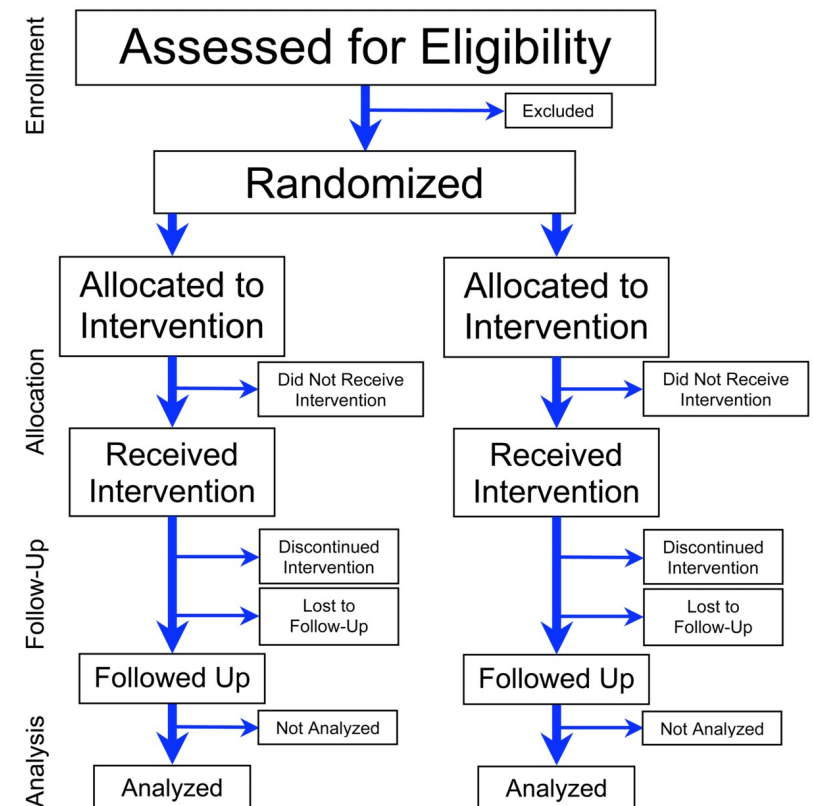 Enrollment
Assessed for Eligibility
Excluded
Randomized
Allocated to
Intervention
Allocated to
Intervention
Allocation
Did Not Receive
Intervention
Did Not Receive
Intervention
Received
Intervention
Received
Intervention
Follow-Up
Discontinued
Intervention
Discontinued
Intervention
Lost to
Follow-Up
Lost to
Follow-Up
Followed Up
Followed Up
Analysis
Not Analyzed
Not Analyzed
Analyzed
Analyzed